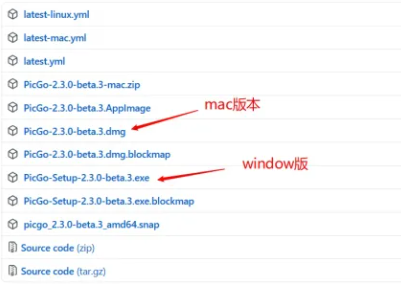 latest-linux.yml
latest-mac.yml
latest.yml
PicGo-2.3.0-beta.3-mac.zip
PicGo-2.3.0-beta.3.AppImage
mac版本
PicGo-2.3.0-beta.3.dmg
PicGo-2.3.0-beta.3.dmg.blockmap
window版
PicGo-Setup-2.3.0-beta.3.exe
PicGo-Setup-2.3.0-beta.3.exe.blockmap
picgo_2.3.0-beta.3_amd64.snap
Source code (zip)
Source code (tar.gz)